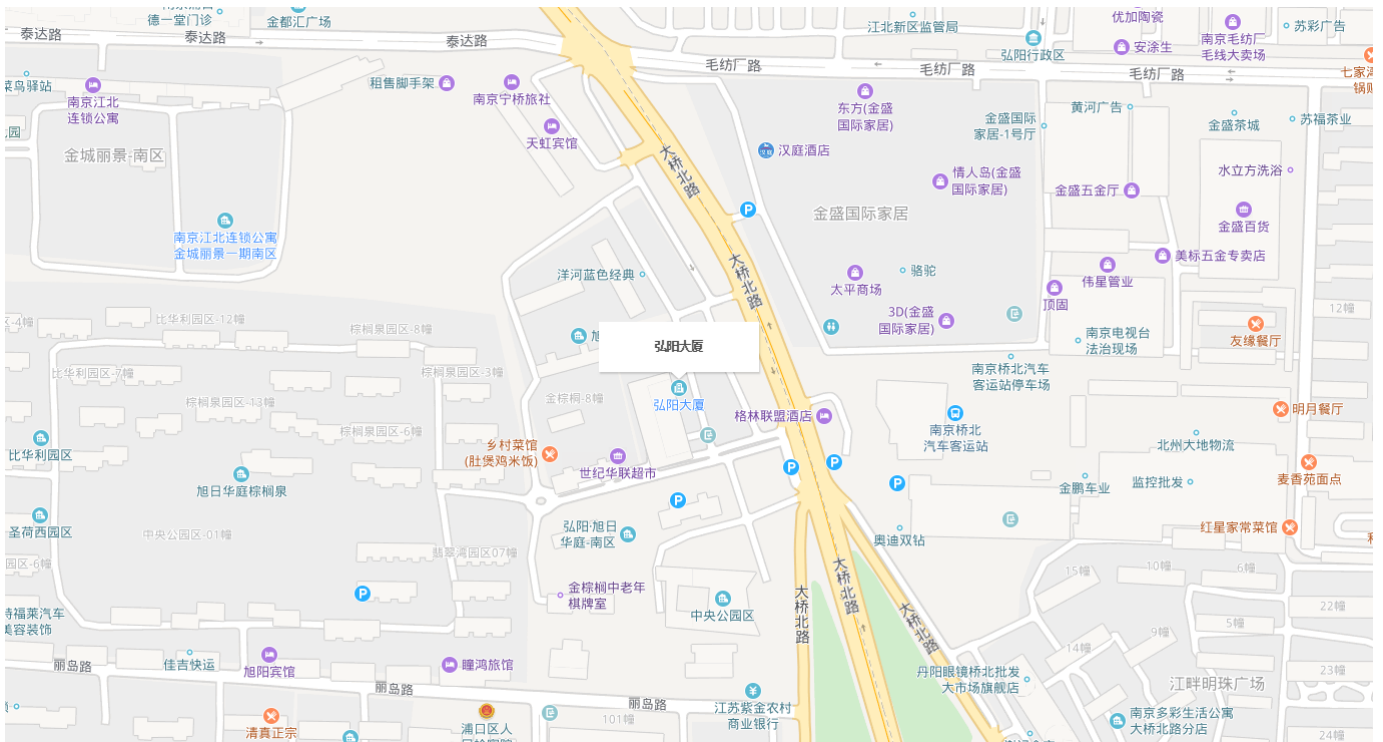 德一堂门诊
金都汇广场
泰达路
泰达路
泰达路
江北新区监管局
弘阳行政区
优加陶瓷
安涂生
南京毛纺厂
毛线大卖场
苏彩广告
毛纺厂路
毛纺厂路
毛纺厂路
菜鸟驿站
南京江北
连锁公寓
租售脚手架
南京宁桥旅社
天虹宾馆
东方(金盛
国际家居)
金盛国际
家居-1号厅
黄河广告
金盛茶城
苏福茶业
金城丽景-南区
大桥北路
汉庭酒店
情人岛(金盛
国际家居)
金盛五金厅
水立方洗浴
金盛国际家居
金盛百货
南京江北连锁公寓
金城丽景一期南区
洋河蓝色经典
大桥北路
骆驼
太平商场
美标五金专卖店
伟星管业
顶固
3D(金盛
国际家居)
12幢
比华利园区-12幢
棕榈泉园区-8幢
弘阳大厦
南京电视台
法治现场
友缘餐厅
比华利园区-7幢
棕榈泉园区-3幢
南京桥北汽车
客运站停车场
棕榈泉园区-13幢
金棕榈-8幢
弘阳大厦
格林联盟酒店
明月餐厅
南京桥北
汽车客运站
棕榈泉园区-6幢
比华利园区
乡村菜馆
(肚煲鸡米饭)
世纪华联超市
北州大地物流
旭日华庭棕榈泉
金鹏车业
监控批发
麦香苑面点
圣荷西园区
中央公园区-01幢
弘阳·旭日
华庭-南区
奥迪双钻
红星家常菜馆
翡翠湾园区07幢
园区-6幢
15幢
10幢
6幢
金棕榈中老年
棋牌室
大桥北路
大桥北路
大桥北路
22幢
特福莱汽车
美容装饰
中央公园区
5幢
9幢
14幢
丽岛路
佳吉快运
旭阳宾馆
瞳鸿旅馆
丽岛路
丽岛路
丹阳眼镜桥北批发
大市场旗舰店
江畔明珠广场
23幢
清真正宗
浦口区人
101幢
江苏紫金农村
商业银行
南京多彩生活公寓
大桥北路分店
24幢